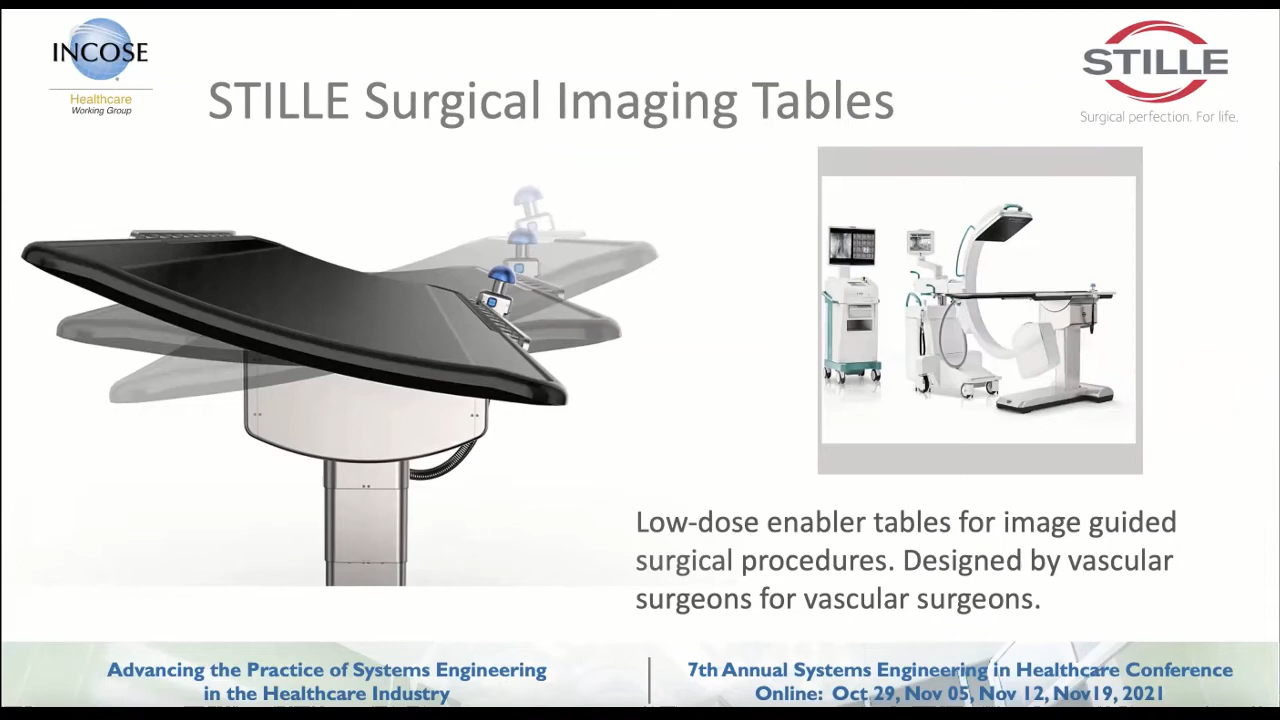 INCOSE
Healthcare
Working Group
STILLE Surgical Imaging Tables
STILLE
Surgical perfection. For life.
Low-dose enabler tables for image guided
surgical procedures. Designed by vascular
surgeons for vascular surgeons.
Advancing the Practice of Systems Engineering
in the Healthcare Industry
7th Annual Systems Engineering in Healthcare Conference
Online: Oct 29, Nov 05, Nov 12, Nov19, 2021